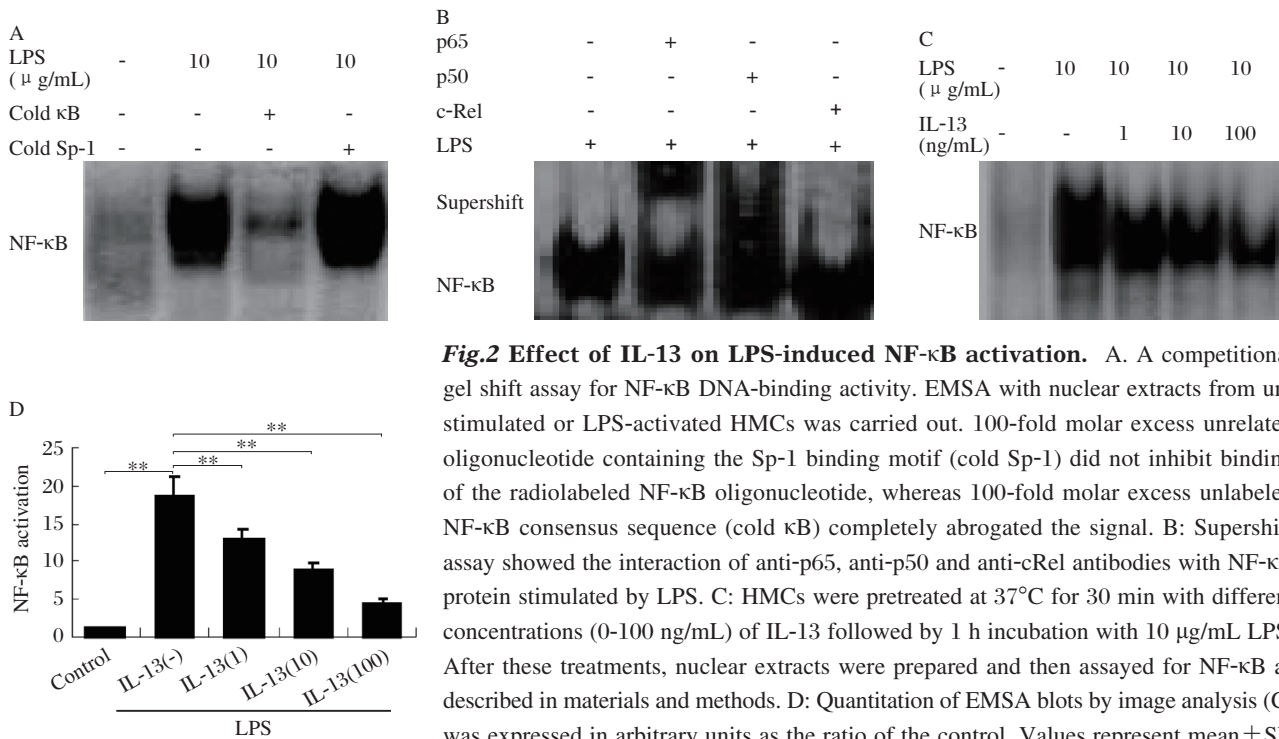 A
LPS - 10 10 10
(μg/mL)
Cold κB - - + -
Cold Sp-1 - - - +
NF-κB
B
p65 - + - -
p50 - - + -
c-Rel - - - +
LPS + + + +
Supershift
NF-κB
C
LPS - 10 10 10 10
(μg/mL)
IL-13 - - 1 10 100
(ng/mL)
NF-κB
D
NF-κB activation
25
20
15
10
5
0
**
**
** **
Control IL-13(-) IL-13(1) IL-13(10) IL-13(100)
LPS
Fig.2 Effect of IL-13 on LPS-induced NF-κB activation. A. A competitiona
gel shift assay for NF-κB DNA-binding activity. EMSA with nuclear extracts from un
stimulated or LPS-activated HMCs was carried out. 100-fold molar excess unrelate
oligonucleotide containing the Sp-1 binding motif (cold Sp-1) did not inhibit bindin
of the radiolabeled NF-κB oligonucleotide, whereas 100-fold molar excess unlabele
NF-κB consensus sequence (cold κB) completely abrogated the signal. B: Supershi
assay showed the interaction of anti-p65, anti-p50 and anti-cRel antibodies with NF-κ
protein stimulated by LPS. C: HMCs were pretreated at 37°C for 30 min with differen
concentrations (0-100 ng/mL) of IL-13 followed by 1 h incubation with 10 μg/mL LPS
After these treatments, nuclear extracts were prepared and then assayed for NF-κB a
described in materials and methods. D: Quantitation of EMSA blots by image analysis (C
was expressed in arbitrary units as the ratio of the control. Values represent mean±S